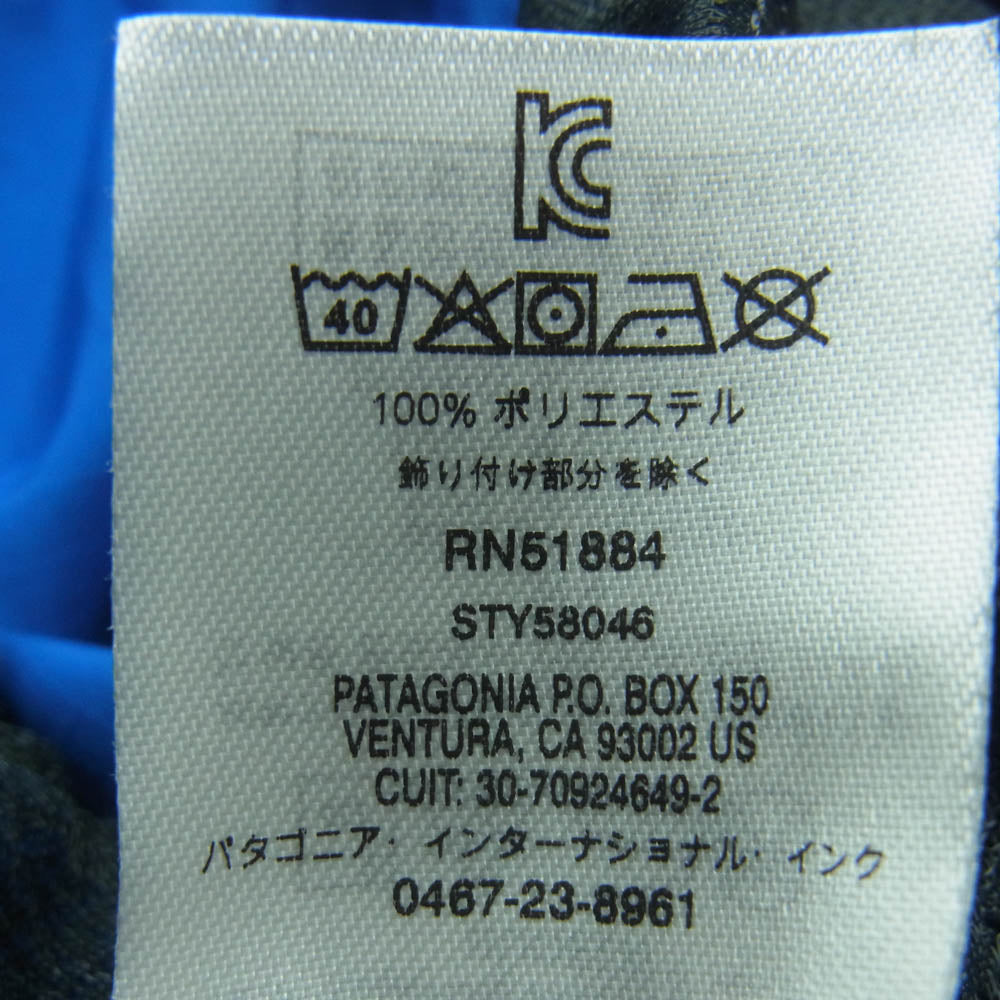 KC
40
100% ポリエステル
飾り付け部分を除く
RN51884
STY58046
PATAGONIA P.O. BOX 150
VENTURA, CA 93002 US
CUIT: 30-70924649-2
パタゴニア・インターナショナル・インク
0467-23-8961